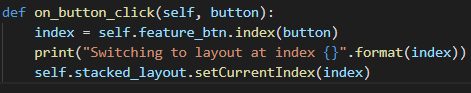 def on_button_click(self, button):
    index = self.feature_btn.index(button)
    print("Switching to layout at index {}".format(index))
    self.stacked_layout.setCurrentIndex(index)